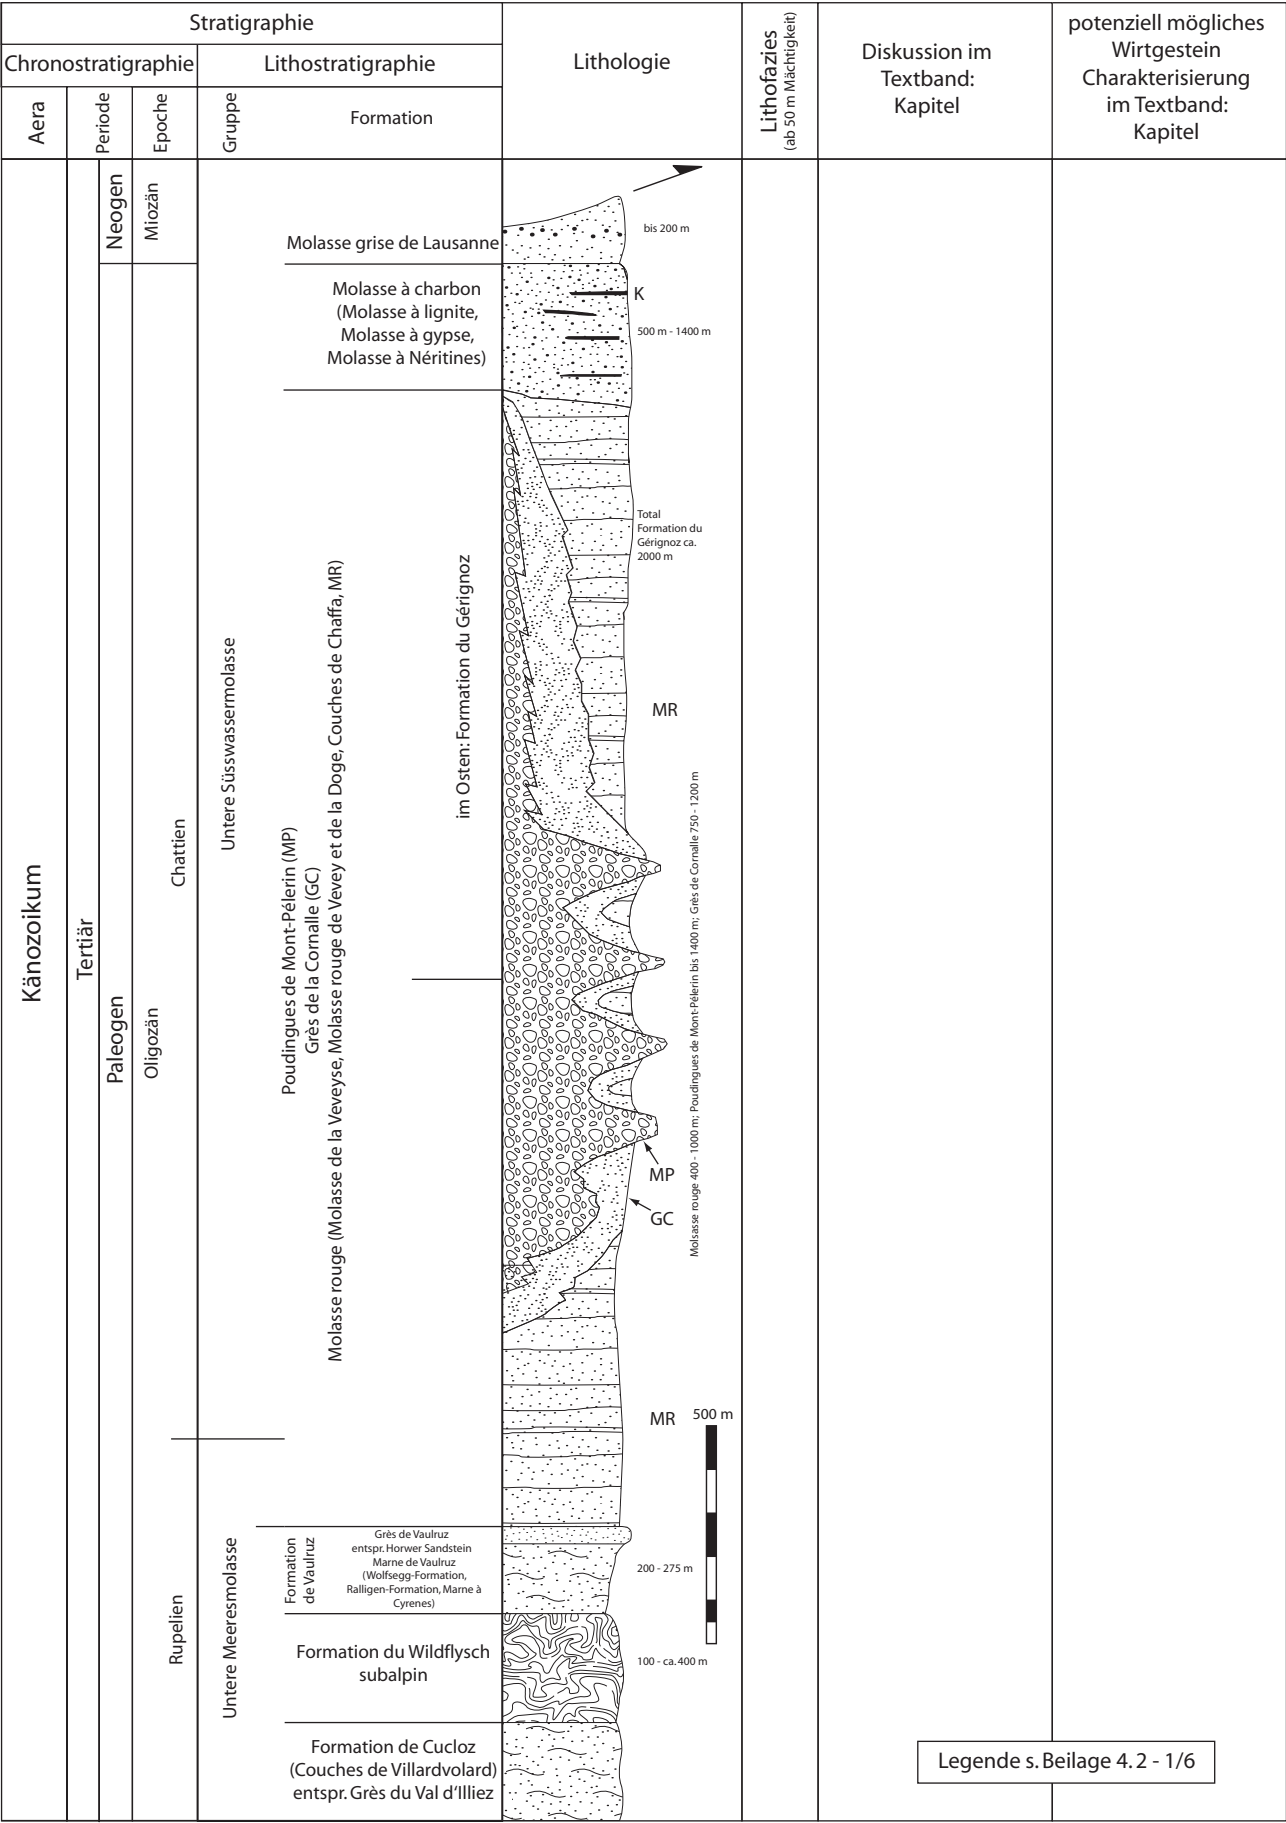 Stratigraphie
Chronostratigraphie
Lithostratigraphie
Aera
Periode
Epoche
Gruppe
Formation
Lithologie
Lithofazies
(ab 50 m Mächtigkeit)
Diskussion im
Textband:
Kapitel
potenziell mögliches
Wirtgestein
Charakterisierung
im Textband:
Kapitel
Känozoikum
Tertiär
Neogen
Miozän
Paleogen
Oligozän
Chattien
Rupelien
Untere Süsswassermolasse
Untere Meeresmolasse
Molasse grise de Lausanne
bis 200 m
Molasse à charbon
(Molasse à lignite,
Molasse à gypse,
Molasse à Néritines)
K
500 m - 1400 m
Poudingues de Mont-Pélerin (MP)
Grès de la Cornalle (GC)
Molasse rouge (Molasse de la Veveyse, Molasse rouge de Vevey et de la Doge, Couches de Chaffa, MR)
im Osten: Formation du Gérignoz
Total
Formation du
Gérignoz ca.
2000 m
MR
Molsasse rouge 400 - 1000 m; Poudingues de Mont-Pélerin bis 1400 m; Grès de Cornalle 750 - 1200 m
MP
GC
MR
500 m
Formation
de Vaulruz
Grès de Vaulruz
entspr. Horwer Sandstein
Marne de Vaulruz
(Wolfsegg-Formation,
Ralligen-Formation, Marne à
Cyrenes)
200 - 275 m
Formation du Wildflysch
subalpin
100 - ca. 400 m
Formation de Cucloz
(Couches de Villardvolard)
entspr. Grès du Val d‘Illiez
Legende s. Beilage 4.2 - 1/6